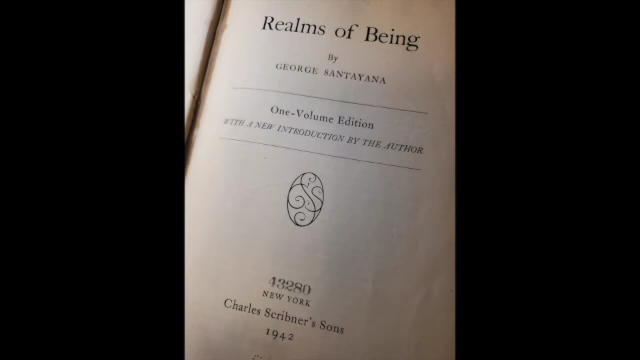 Realms of Being
By
GEORGE SANTAYANA
One-Volume Edition
WITH A NEW INTRODUCTION BY THE AUTHOR
43280
NEW YORK
Charles Scribner's Sons
1942